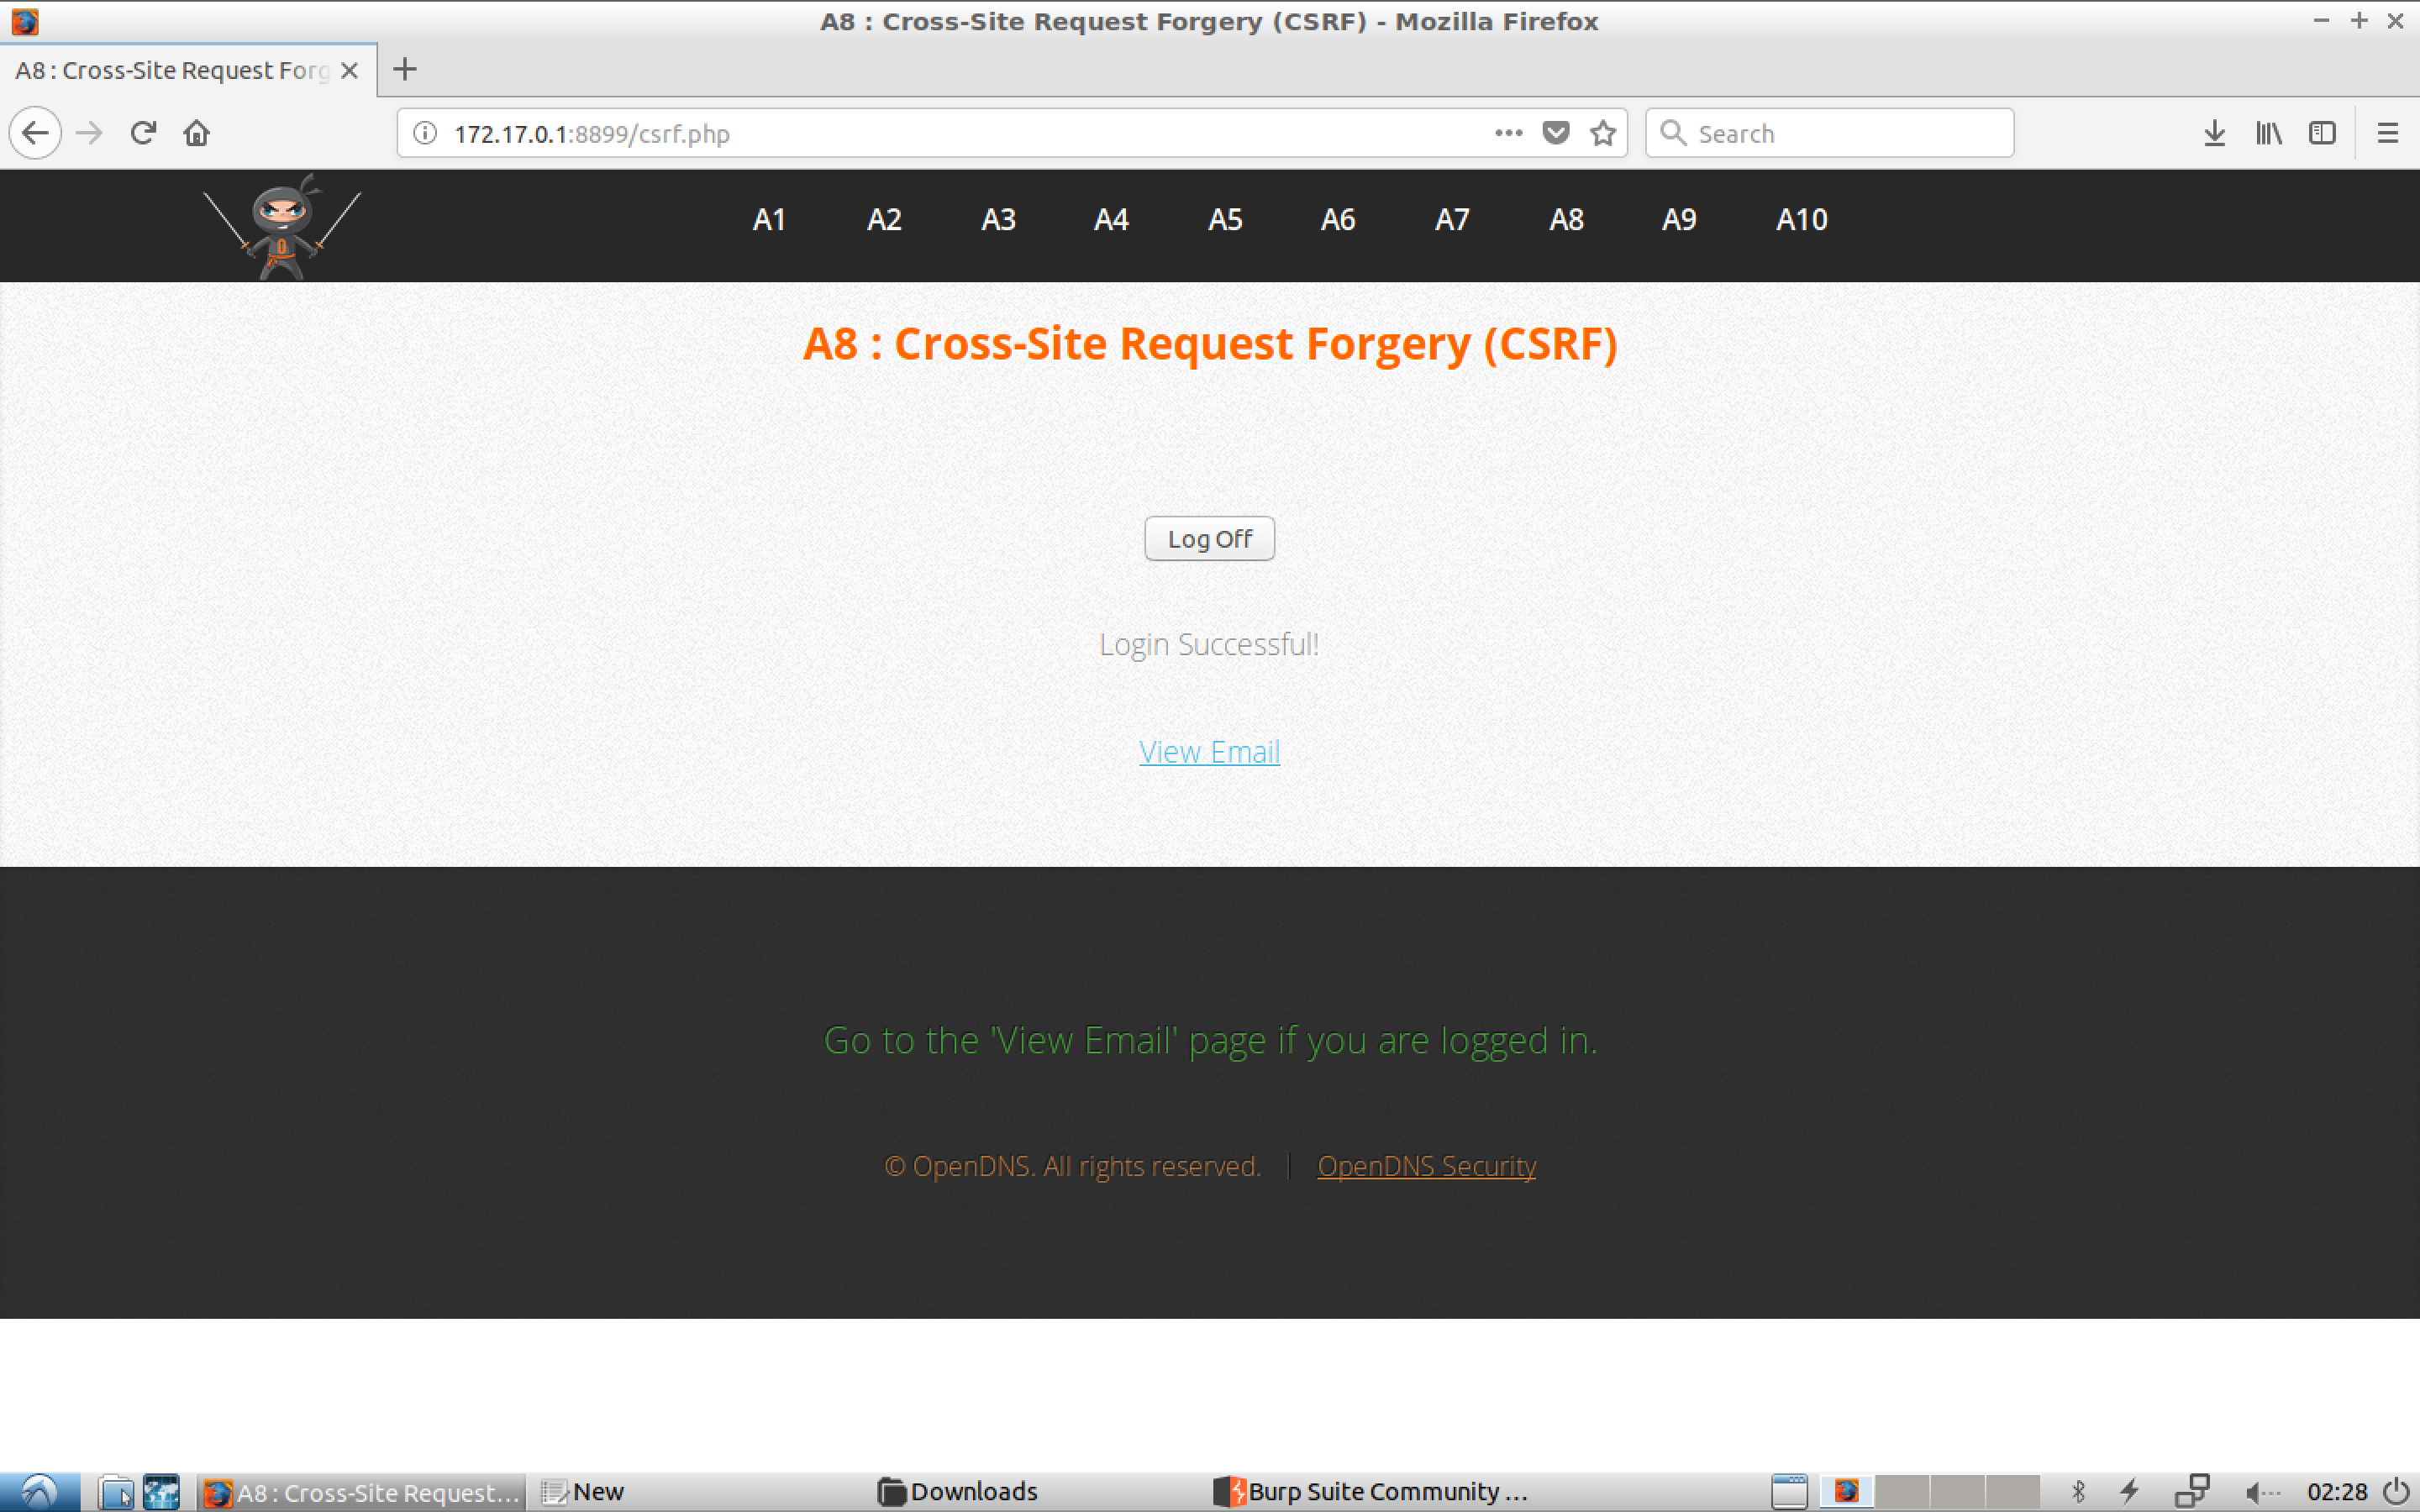 A8 : Cross-Site Request Forgery (CSRF) - Mozilla Firefox
A8 : Cross-Site Request Forg
172.17.0.1:8899/csrf.php
Search
A1 A2 A3 A4 A5 A6 A7 A8 A9 A10
A8 : Cross-Site Request Forgery (CSRF)
Log Off
Login Successful!
View Email
Go to the 'View Email' page if you are logged in.
© OpenDNS. All rights reserved. | OpenDNS Security
A8 : Cross-Site Request... New Downloads Burp Suite Community ... 02:28